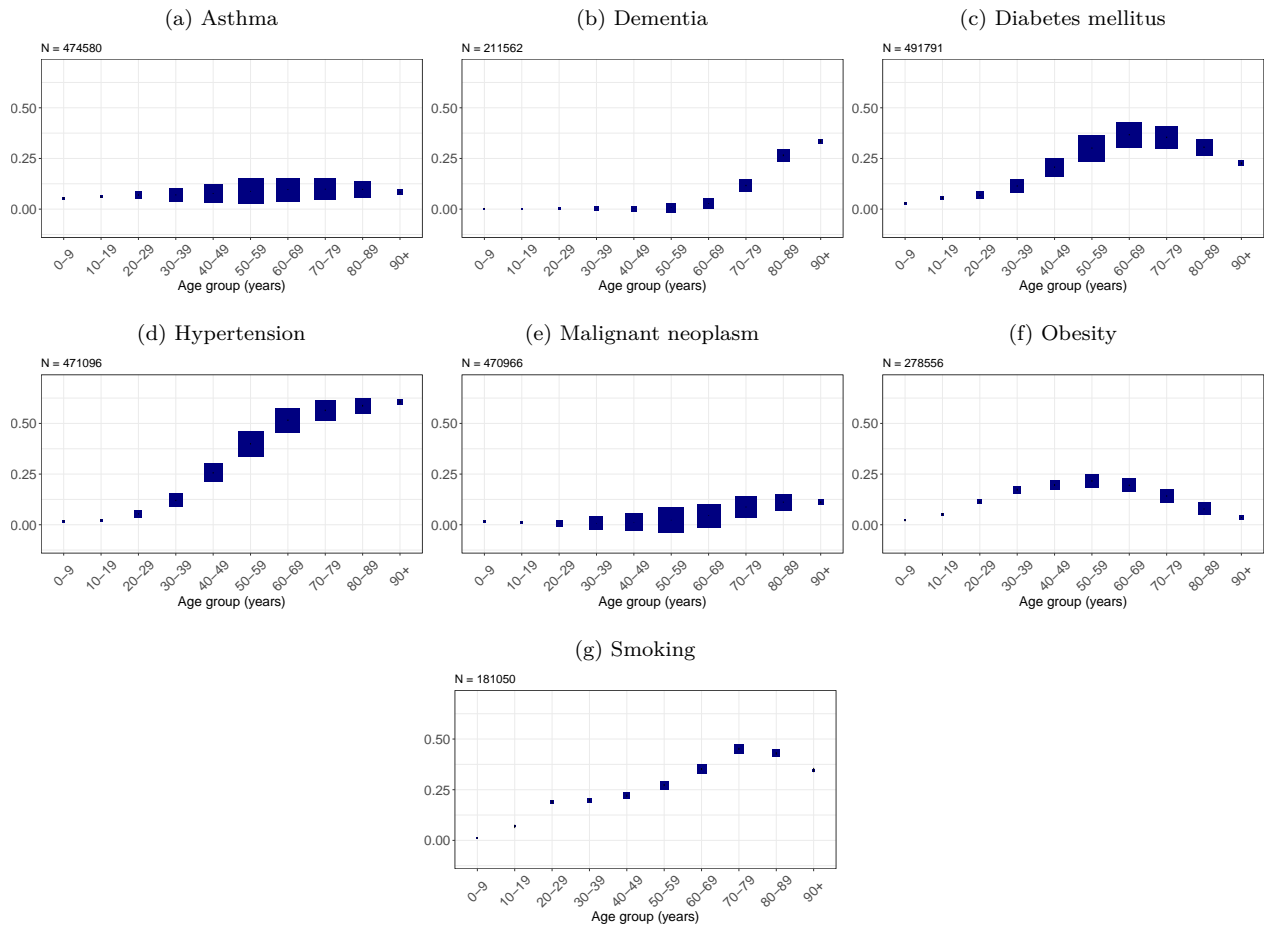 (a) Asthma
(b) Dementia
(c) Diabetes mellitus
N = 474580
N = 211562
N = 491791
0.50
0.25
0.00
0.50
0.25
0.00
0.50
0.25
0.00
0−9 10−19 20−29 30−39 40−49 50−59 60−69 70−79 80−89 90+
0−9 10−19 20−29 30−39 40−49 50−59 60−69 70−79 80−89 90+
0−9 10−19 20−29 30−39 40−49 50−59 60−69 70−79 80−89 90+
Age group (years)
Age group (years)
Age group (years)
(d) Hypertension
(e) Malignant neoplasm
(f) Obesity
N = 471096
N = 470966
N = 278556
0.50
0.25
0.00
0.50
0.25
0.00
0.50
0.25
0.00
0−9 10−19 20−29 30−39 40−49 50−59 60−69 70−79 80−89 90+
0−9 10−19 20−29 30−39 40−49 50−59 60−69 70−79 80−89 90+
0−9 10−19 20−29 30−39 40−49 50−59 60−69 70−79 80−89 90+
Age group (years)
Age group (years)
Age group (years)
(g) Smoking
N = 181050
0.50
0.25
0.00
0−9 10−19 20−29 30−39 40−49 50−59 60−69 70−79 80−89 90+
Age group (years)